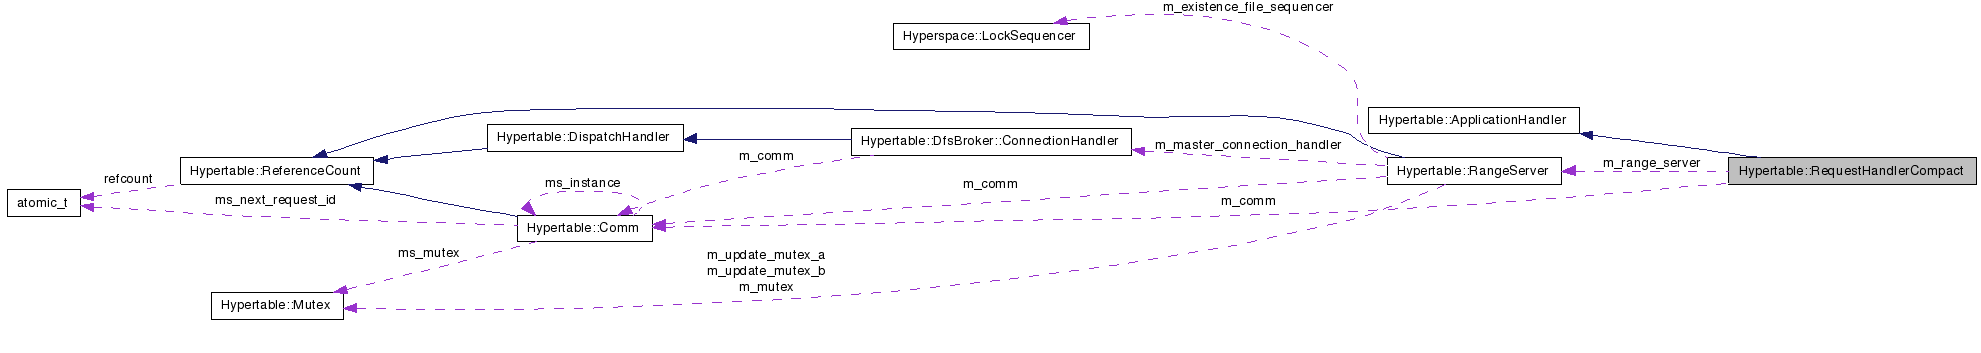 m_existence_file_sequencer
Hyperspace::LockSequencer
Hypertable::ApplicationHandler
Hypertable::DispatchHandler
Hypertable::DfsBroker::ConnectionHandler
m_master_connection_handler
m_comm
m_range_server
Hypertable::ReferenceCount
Hypertable::RangeServer
Hypertable::RequestHandlerCompact
refcount
ms_instance
m_comm
atomic_t
ms_next_request_id
m_comm
Hypertable::Comm
ms_mutex
m_update_mutex_a
m_update_mutex_b
m_mutex
Hypertable::Mutex